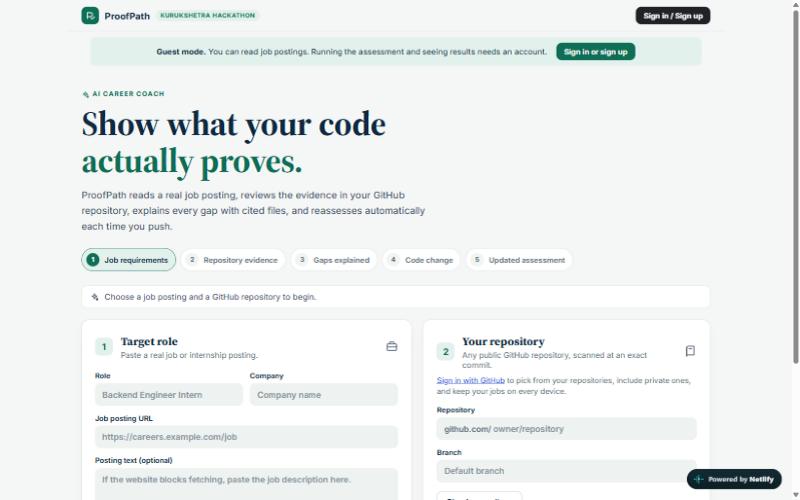 ProofPath KURUKSHETRA HACKATHON
Sign in / Sign up
Guest mode. You can read job postings. Running the assessment and seeing results needs an account. Sign in or sign up
AI CAREER COACH
Show what your code
actually proves.
ProofPath reads a real job posting, reviews the evidence in your GitHub
repository, explains every gap with cited files, and reassesses automatically
each time you push.
1 Job requirements 2 Repository evidence 3 Gaps explained 4 Code change 5 Updated assessment
Choose a job posting and a GitHub repository to begin.
1 Target role
Paste a real job or internship posting.
Role Company
Backend Engineer Intern Company name
Job posting URL
https://careers.example.com/job
Posting text (optional)
If the website blocks fetching, paste the job description here.
2 Your repository
Any public GitHub repository, scanned at an exact
commit.
Sign in with GitHub to pick from your repositories, include private ones,
and keep your jobs on every device.
Repository
github.com/ owner/repository
Branch
Default branch
Powered by Netlify